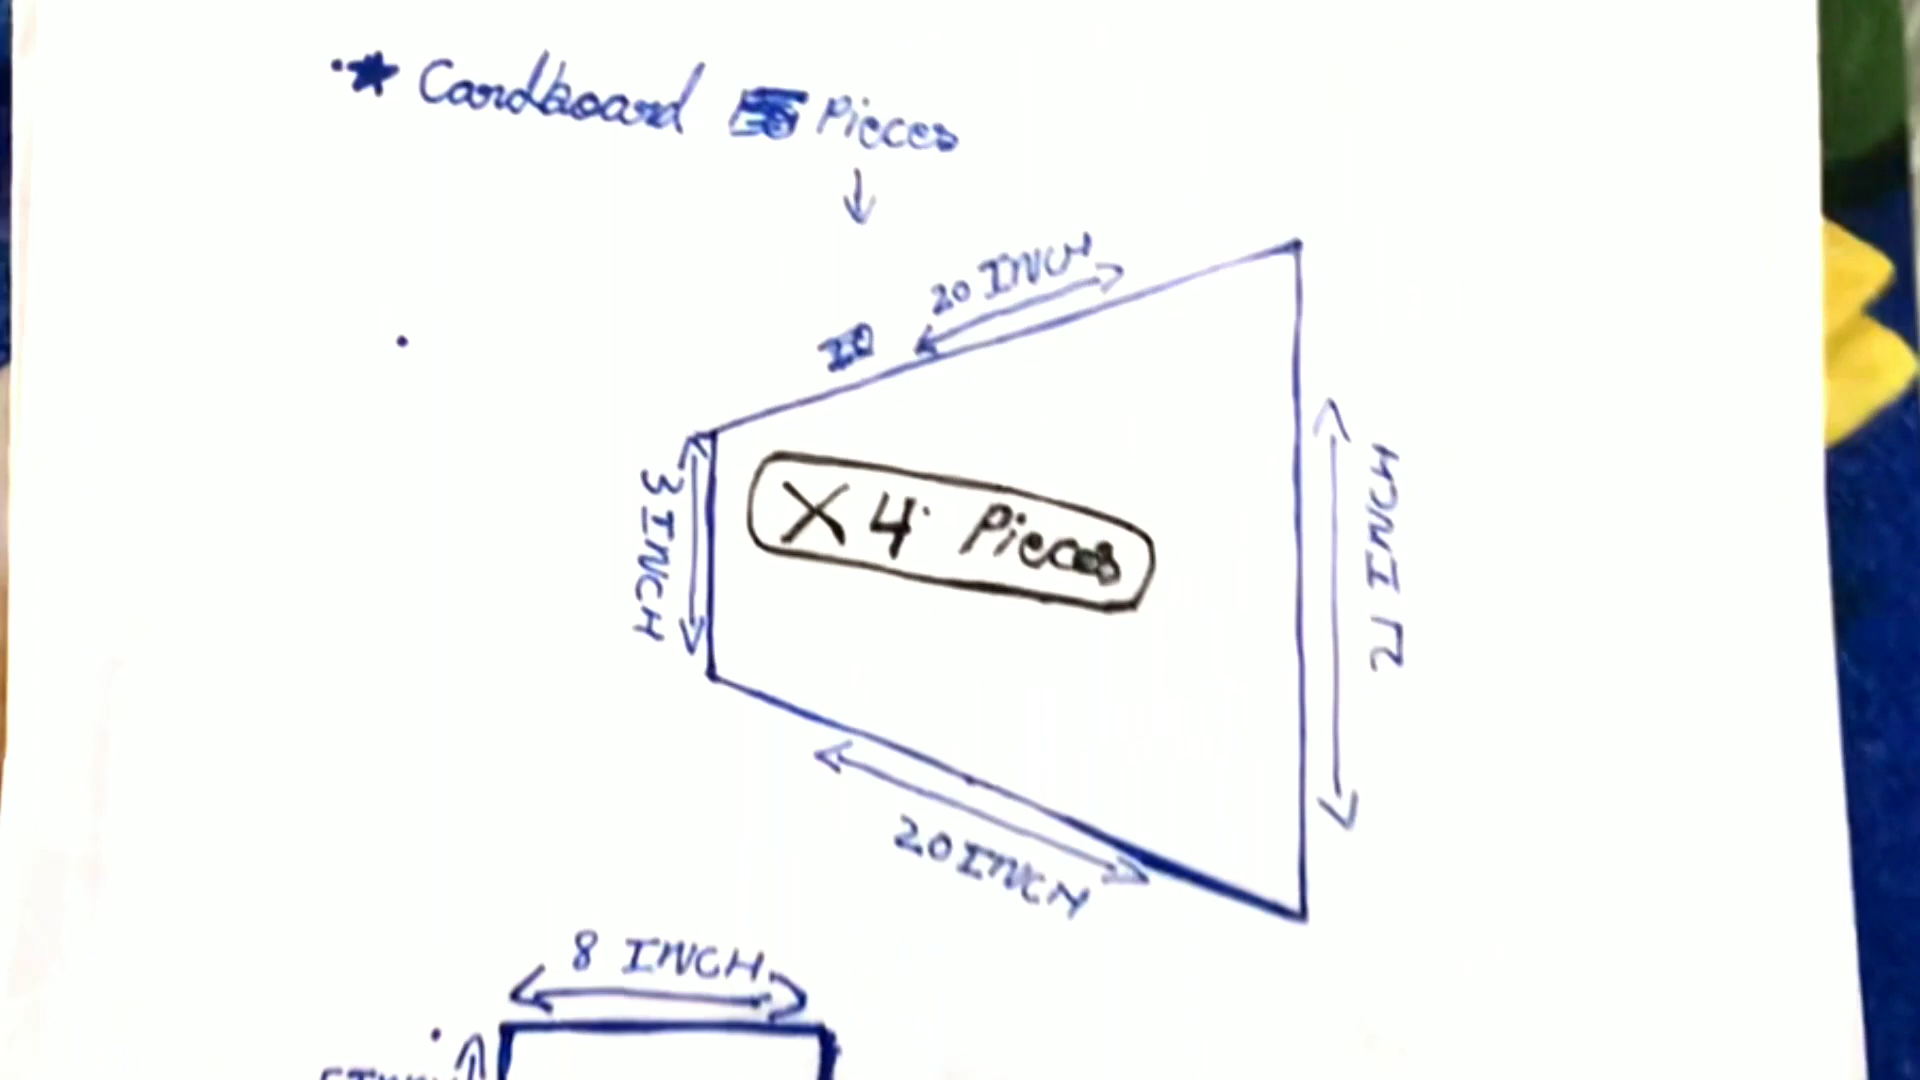 ★ Cardboard Pieces
20 INCH
3 INCH
X 4 Pieces
12 INCH
20 INCH
8 INCH